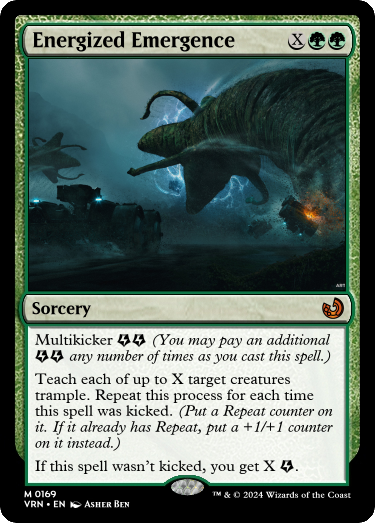 Energized Emergence X
Sorcery
Multikicker (You may pay an additional
any number of times as you cast this spell.)
Teach each of up to X target creatures
trample. Repeat this process for each time
this spell was kicked. (Put a Repeat counter on
it. If it already has Repeat, put a +1/+1 counter
on it instead.)
If this spell wasn't kicked, you get X .
M 0169
VRN • EN Asher Ben
™ & © 2024 Wizards of the Coast